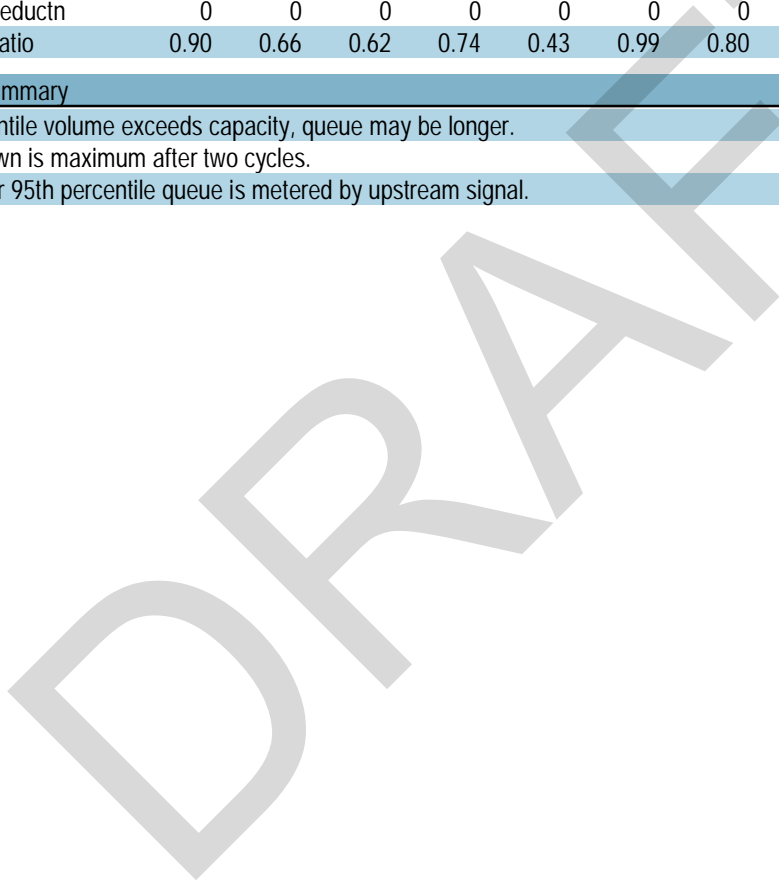 eductn 0 0 0 0 0 0 0
atio 0.90 0.66 0.62 0.74 0.43 0.99 0.80
mmary
ntile volume exceeds capacity, queue may be longer.
wn is maximum after two cycles.
r 95th percentile queue is metered by upstream signal.
DRAF